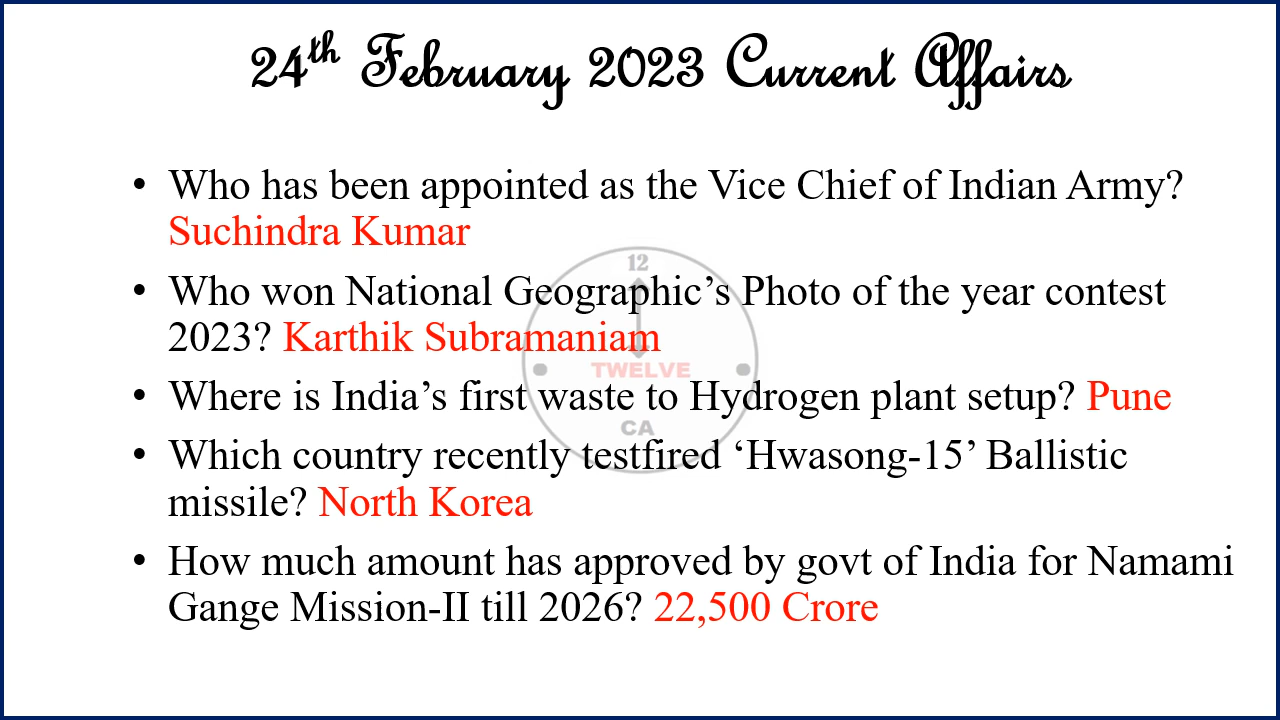 24th February 2023 Current Affairs
• Who has been appointed as the Vice Chief of Indian Army?
Suchindra Kumar
• Who won National Geographic’s Photo of the year contest
2023? Karthik Subramaniam
• Where is India’s first waste to Hydrogen plant setup? Pune
• Which country recently testfired ‘Hwasong-15’ Ballistic
missile? North Korea
• How much amount has approved by govt of India for Namami
Gange Mission-II till 2026? 22,500 Crore
12
TWELVE
CA